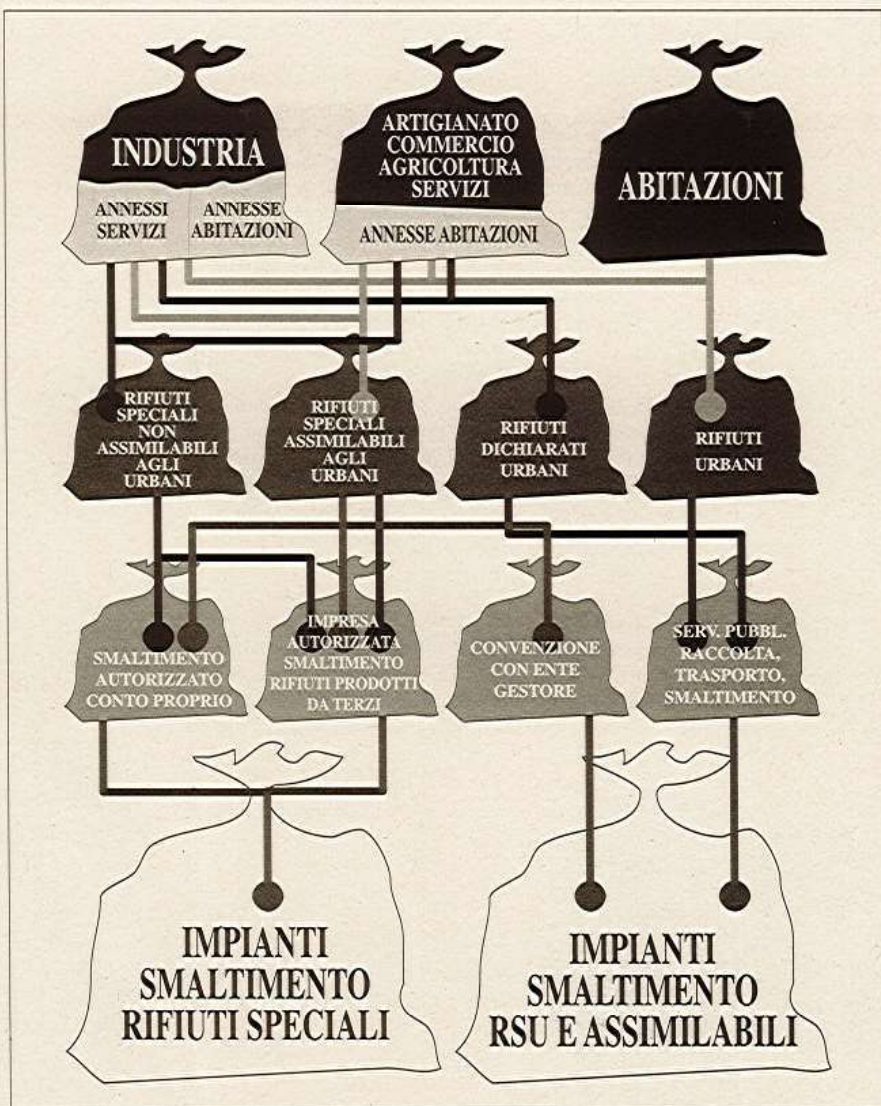 INDUSTRIA
ANNESSI
SERVIZI
ANNESSE
ABITAZIONI
ARTIGIANATO
COMMERCIO
AGRICOLTURA
SERVIZI
ANNESSE ABITAZIONI
ABITAZIONI
RIFIUTI
SPECIALI
NON
ASSIMILABILI
AGLI
URBANI
RIFIUTI
SPECIALI
ASSIMILABILI
AGLI
URBANI
RIFIUTI
DICHIARATI
URBANI
RIFIUTI
URBANI
SMALTIMENTO
AUTORIZZATO
CONTO PROPRIO
IMPRESA
AUTORIZZATA
SMALTIMENTO
RIFIUTI PRODOTTI
DA TERZI
CONVENZIONE
CON ENTE
GESTORE
SERV. PUBBL.
RACCOLTA,
TRASPORTO,
SMALTIMENTO
IMPIANTI
SMALTIMENTO
RIFIUTI SPECIALI
IMPIANTI
SMALTIMENTO
RSU E ASSIMILABILI